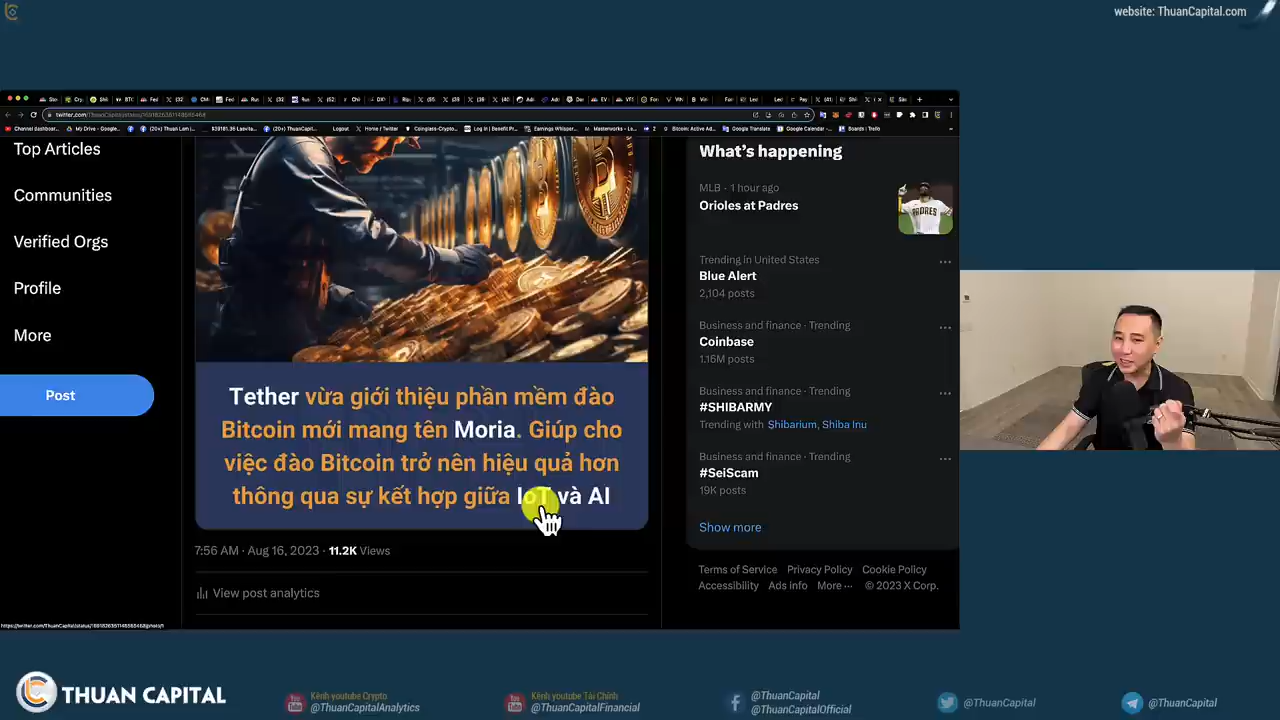 website: ThuanCapital.com
Top Articles
Communities
Verified Orgs
Profile
More
Post
Tether vừa giới thiệu phần mềm đào
Bitcoin mới mang tên Moria. Giúp cho
việc đào Bitcoin trở nên hiệu quả hơn
thông qua sự kết hợp giữa IoT và AI
7:56 AM · Aug 16, 2023 · 11.2K Views
View post analytics
What's happening
MLB · 1 hour ago
Orioles at Padres
PADRES
Trending in United States
Blue Alert
2,104 posts
Business and finance · Trending
Coinbase
1.16M posts
Business and finance · Trending
#SHIBARMY
Trending with Shibarium, Shiba Inu
Business and finance · Trending
#SeiScam
19K posts
Show more
Terms of Service Privacy Policy Cookie Policy
Accessibility Ads info More ··· © 2023 X Corp.
THUAN CAPITAL
Kênh youtube Crypto
@ThuanCapitalAnalytics
Kênh youtube Tài Chính
@ThuanCapitalFinancial
@ThuanCapital
@ThuanCapitalOfficial
@ThuanCapital
@ThuanCapital